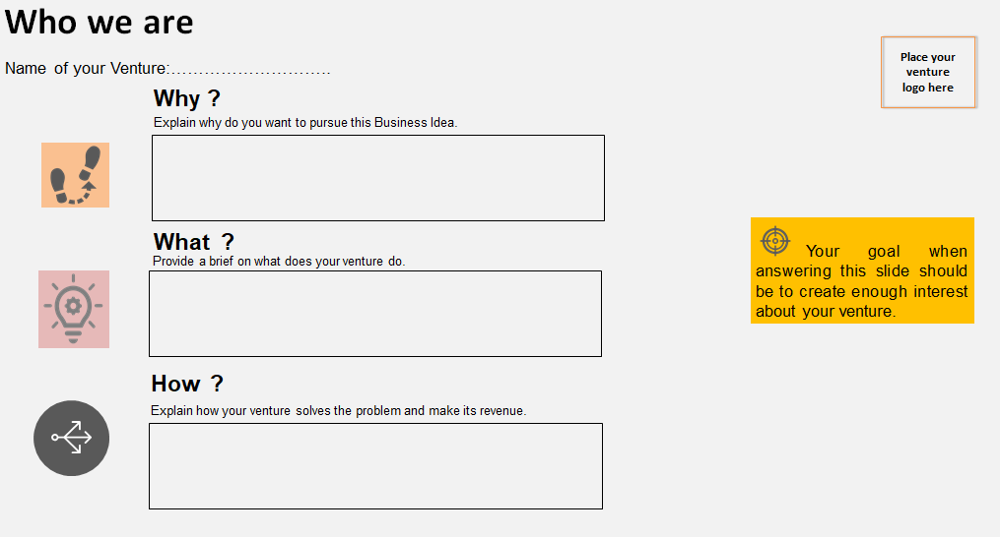 Who we are
Place your
venture
logo here
Name of your Venture:………………………..
Why ?
Explain why do you want to pursue this Business Idea.
What ?
Provide a brief on what does your venture do.
Your goal when
answering this slide should
be to create enough interest
about your venture.
How ?
Explain how your venture solves the problem and make its revenue.